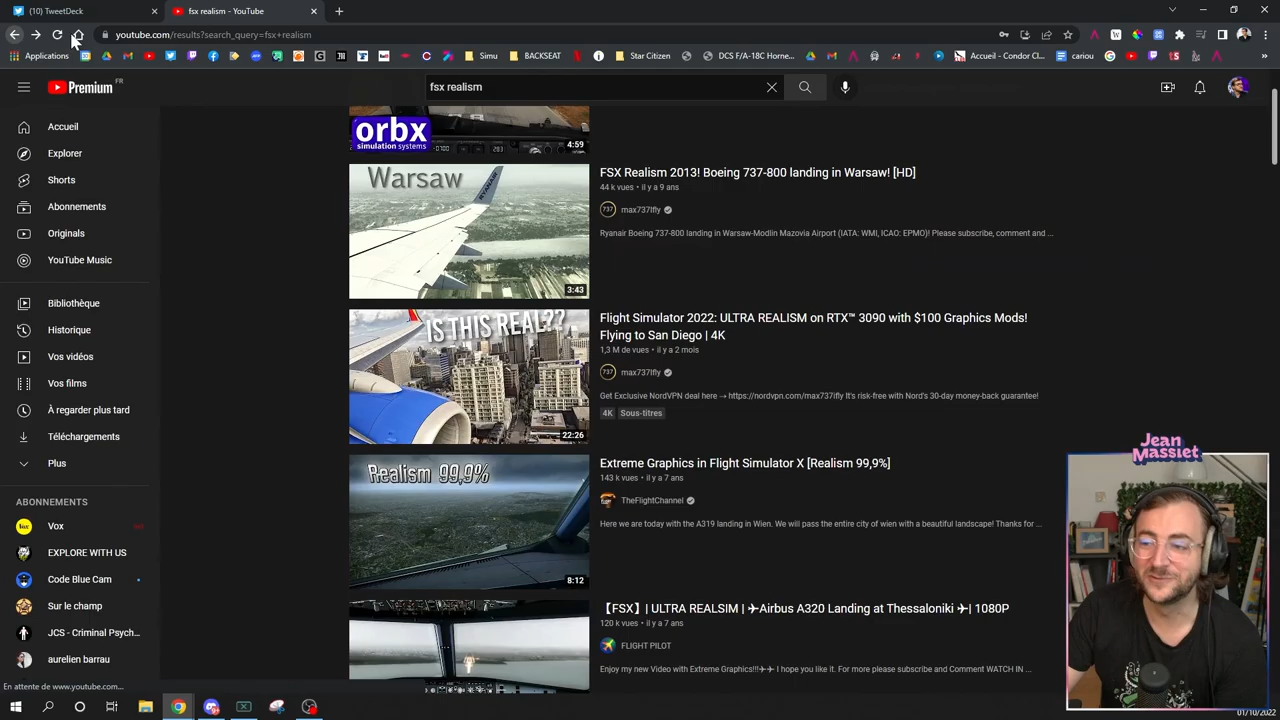 (10) TweetDeck
fsx realism - YouTube
youtube.com/results?search_query=fsx+realism
Applications
Simu
BACKSEAT
Star Citizen
DCS F/A-18C Horne...
Accueil - Condor Cl...
cariou
Premium FR
fsx realism
Accueil
Explorer
Shorts
Abonnements
Originals
YouTube Music
Bibliothèque
Historique
Vos vidéos
Vos films
À regarder plus tard
Téléchargements
Plus
ABONNEMENTS
Vox
EXPLORE WITH US
Code Blue Cam
Sur le champ
JCS - Criminal Psych...
aurelien barrau
En attente de www.youtube.com...
orbx
simulation systems
4:59
Warsaw
RYANAIR
3:43
FSX Realism 2013! Boeing 737-800 landing in Warsaw! [HD]
44 k vues • il y a 9 ans
737 max737Ifly
Ryanair Boeing 737-800 landing in Warsaw-Modlin Mazovia Airport (IATA: WMI, ICAO: EPMO)! Please subscribe, comment and ...
IS THIS REAL??
22:26
Flight Simulator 2022: ULTRA REALISM on RTX™ 3090 with $100 Graphics Mods!
Flying to San Diego | 4K
1,3 M de vues • il y a 2 mois
737 max737Ifly
Get Exclusive NordVPN deal here ➝ https://nordvpn.com/max737ifly It's risk-free with Nord's 30-day money-back guarantee!
4K Sous-titres
Realism 99,9%
8:12
Extreme Graphics in Flight Simulator X [Realism 99,9%]
143 k vues • il y a 7 ans
TheFlightChannel
Here we are today with the A319 landing in Wien. We will pass the entire city of wien with a beautiful landscape! Thanks for ...
【FSX】| ULTRA REALSIM | ✈Airbus A320 Landing at Thessaloniki ✈| 1080P
120 k vues • il y a 7 ans
FLIGHT PILOT
Enjoy my new Video with Extreme Graphics!!!✈✈ I hope you like it. For more please subscribe and Comment WATCH IN ...
Jean
Massiet
01/10/2022